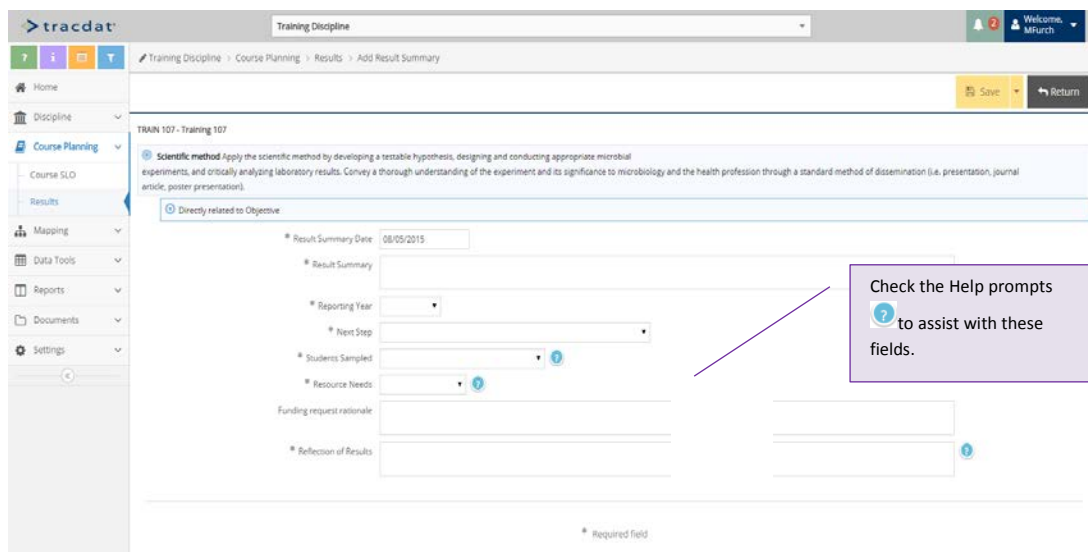 tracdat
Training Discipline
2
Welcome, MFurch
? i
Training Discipline > Course Planning > Results > Add Result Summary
Home
Save
Return
Discipline
Course Planning
Course SLO
Results
Mapping
Data Tools
Reports
Documents
Settings
TRAIN 107 - Training 107
Scientific method Apply the scientific method by developing a testable hypothesis, designing and conducting appropriate microbial
experiments, and critically analyzing laboratory results. Convey a thorough understanding of the experiment and its significance to microbiology and the health profession through a standard method of dissemination (i.e. presentation, journal
article, poster presentation).
Directly related to Objective
* Result Summary Date 08/05/2015
* Result Summary
* Reporting Year
* Next Step
* Students Sampled ?
* Resource Needs ?
Funding request rationale
* Reflection of Results ?
Check the Help prompts
? to assist with these
fields.
* Required field